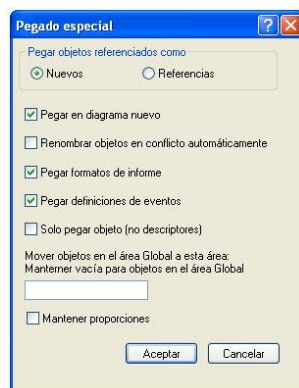 Pegado especial
Pegar objetos referenciados como
Nuevos
Referencias
Pegar en diagrama nuevo
Renombrar objetos en conflicto automáticamente
Pegar formatos de informe
Pegar definiciones de eventos
Solo pegar objeto (no descriptores)
Mover objetos en el área Global a esta área:
Manterner vacía para objetos en el área Global
Mantener proporciones
Aceptar
Cancelar